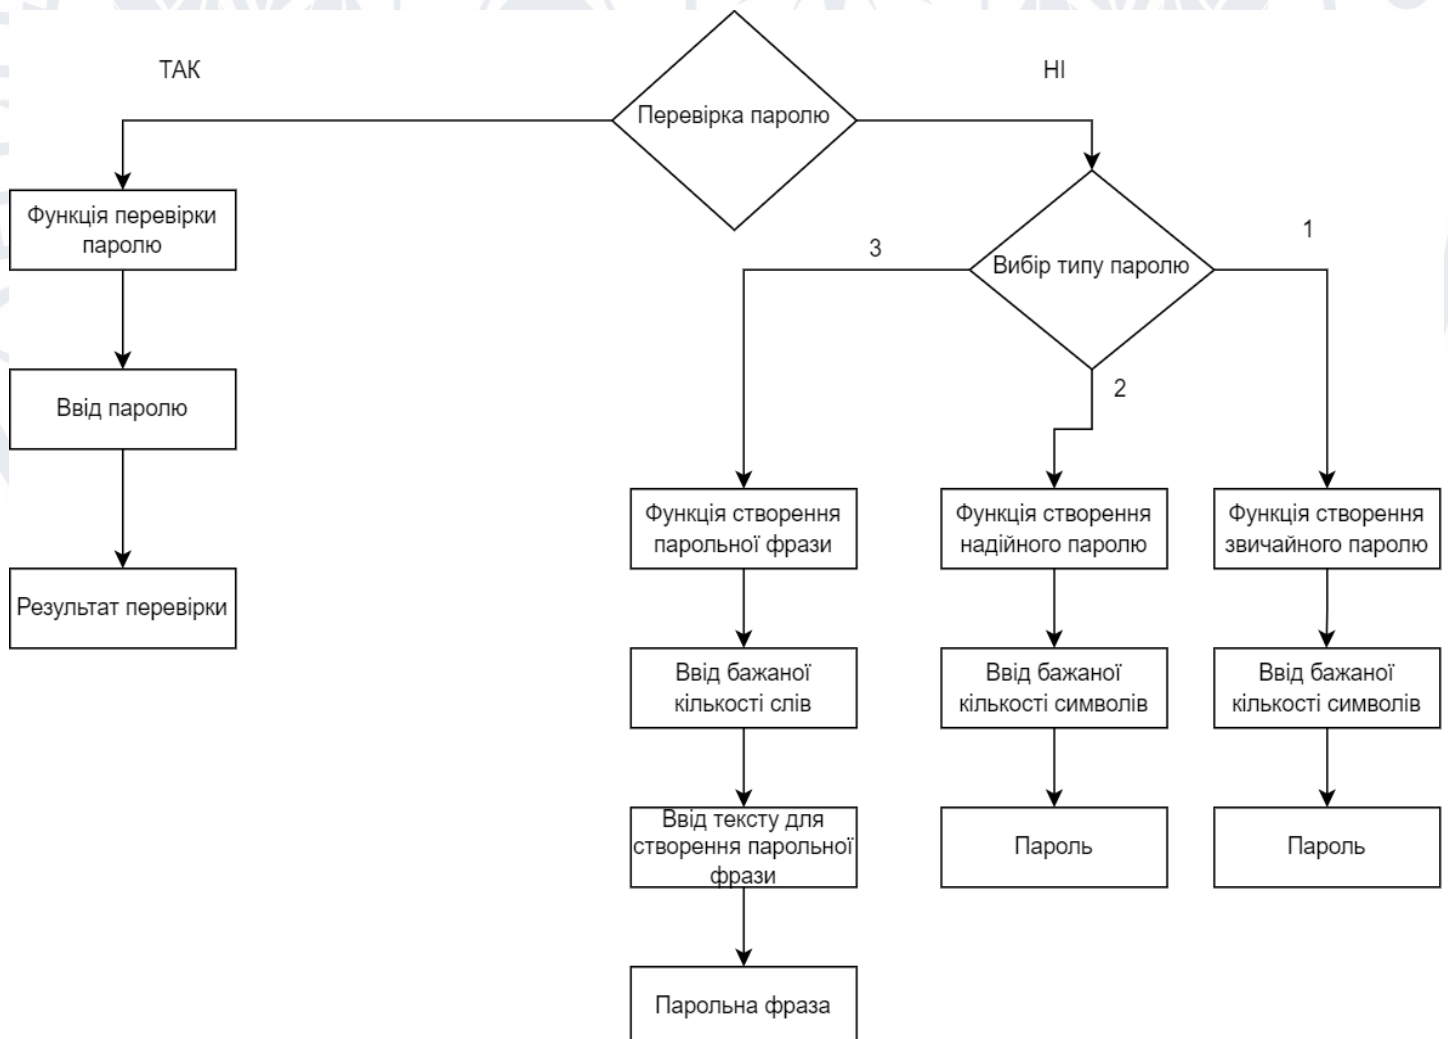 ТАК
НІ
Перевірка паролю
Функція перевірки
паролю
Ввід паролю
Результат перевірки
Вибір типу паролю
3
2
1
Функція створення
парольної фрази
Ввід бажаної
кількості слів
Ввід тексту для
створення парольної
фрази
Парольна фраза
Функція створення
надійного паролю
Ввід бажаної
кількості символів
Пароль
Функція створення
звичайного паролю
Ввід бажаної
кількості символів
Пароль